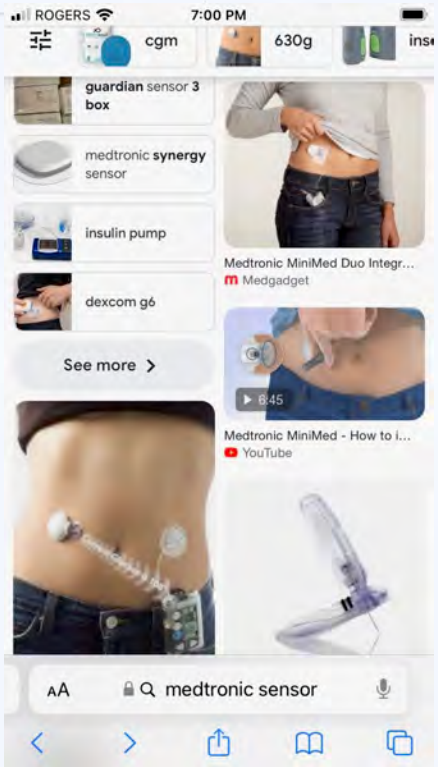 ROGERS 7:00 PM
cgm
630g
guardian sensor 3
box
medtronic synergy
sensor
insulin pump
dexcom g6
See more
Medtronic MiniMed Duo Integr...
Medgadget
6:45
Medtronic MiniMed - How to i...
YouTube
AA medtronic sensor